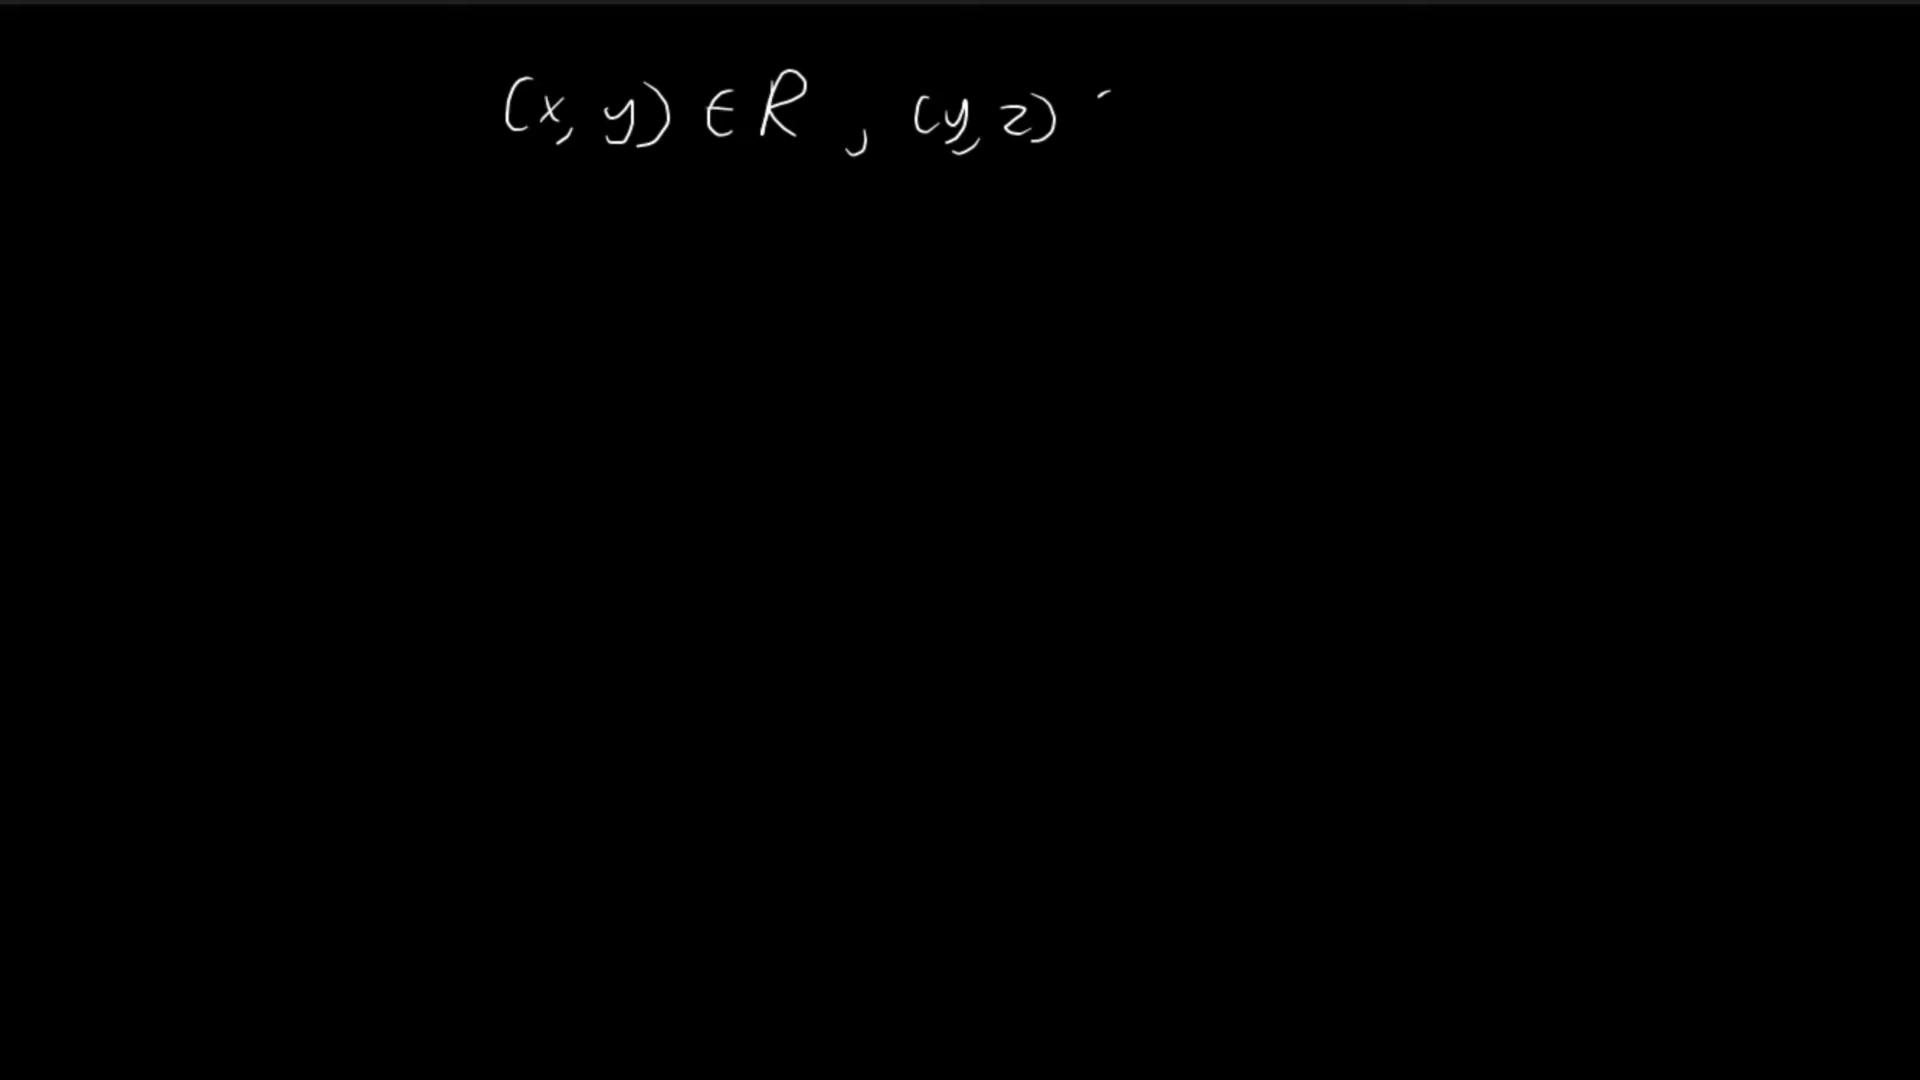 (x, y) ∈ R , (y, z)